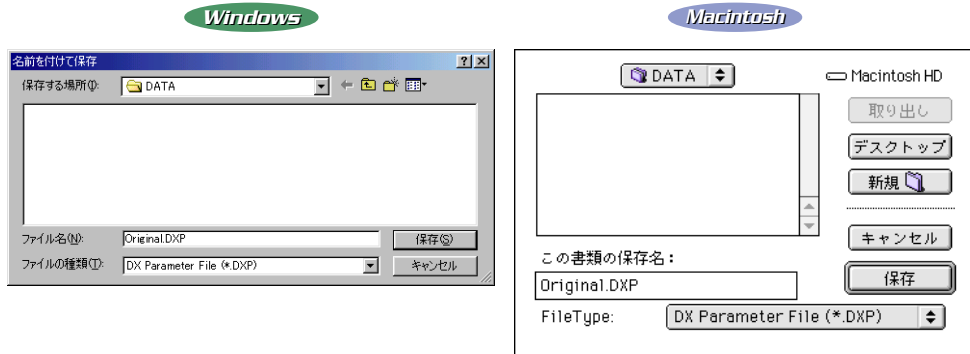 Windows
名前を付けて保存
保存する場所(I):
DATA
ファイル名(N):
Original.DXP
保存(S)
ファイルの種類(T):
DX Parameter File (*.DXP)
キャンセル
Macintosh
DATA
Macintosh HD
取り出し
デスクトップ
新規
キャンセル
保存
この書類の保存名：
Original.DXP
FileType:
DX Parameter File (*.DXP)